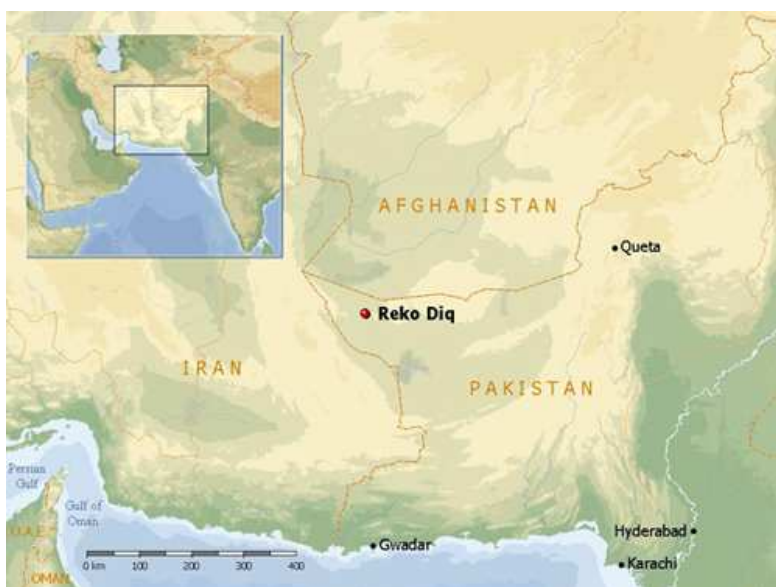 AFGHANISTAN
Queta
Reko Diq
IRAN
PAKISTAN
Persian
Gulf
Gulf of
Oman
U.A.E.
Hyderabad
Gwadar
0 km 100 200 300 400
Karachi
OMAN